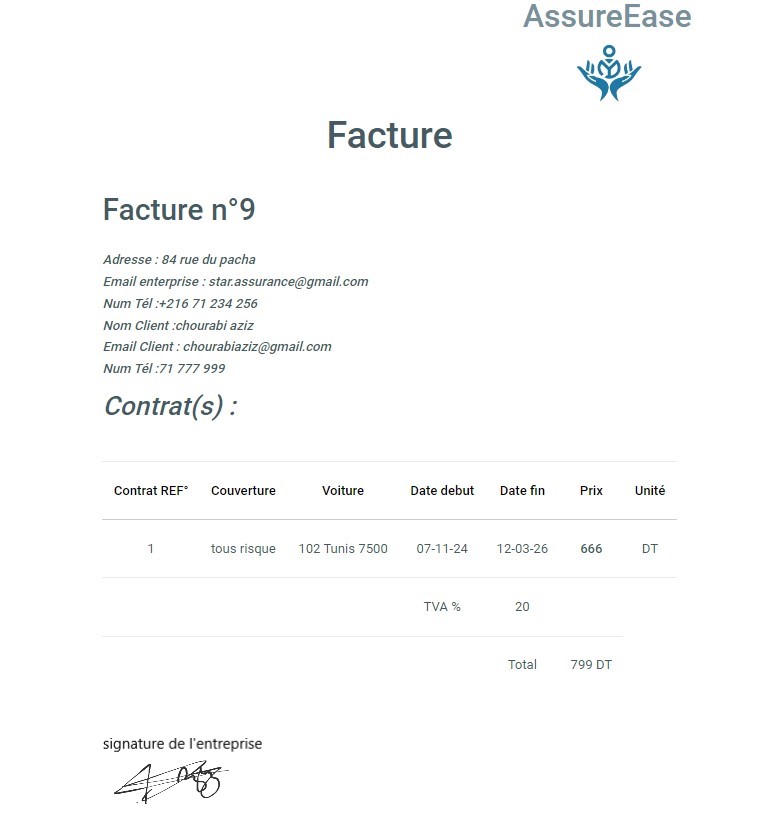 AssureEase
Facture
Facture n°9
Adresse : 84 rue du pacha
Email enterprise : star.assurance@gmail.com
Num Tél :+216 71 234 256
Nom Client :chourabi aziz
Email Client : chourabiaziz@gmail.com
Num Tél :71 777 999
Contrat(s) :
Contrat REF° Couverture Voiture Date debut Date fin Prix Unité
1 tous risque 102 Tunis 7500 07-11-24 12-03-26 666 DT
TVA % 20
Total 799 DT
signature de l'entreprise